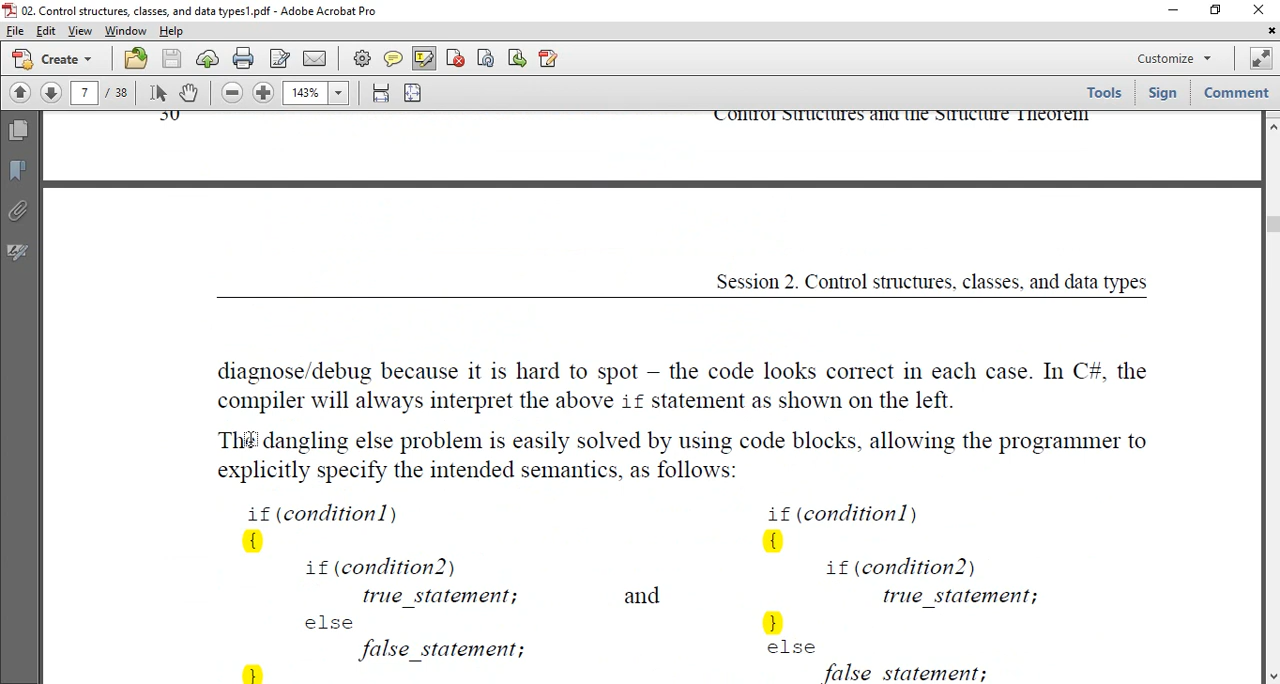 02. Control structures, classes, and data types1.pdf - Adobe Acrobat Pro
File Edit View Window Help
Create
Customize
7 / 38
143%
Tools Sign Comment
30 Control Structures and the Structure Theorem
Session 2. Control structures, classes, and data types
diagnose/debug because it is hard to spot – the code looks correct in each case. In C#, the
compiler will always interpret the above if statement as shown on the left.
The dangling else problem is easily solved by using code blocks, allowing the programmer to
explicitly specify the intended semantics, as follows:
if(condition1) if(condition1)
{ {
if(condition2) if(condition2)
true_statement; and true_statement;
else }
false_statement; else
} false statement;